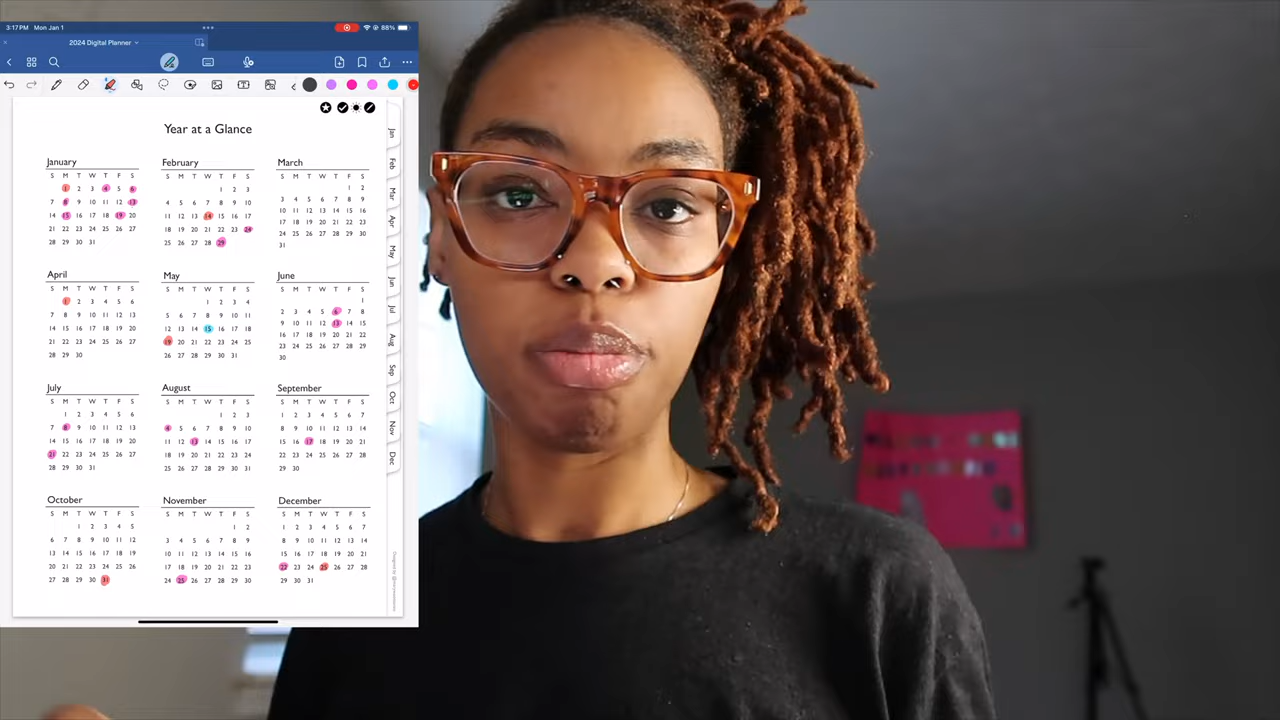 3:17 PM Mon Jan 1
88%
2024 Digital Planner
Year at a Glance
January
S M T W T F S
1 2 3 4 5 6
7 8 9 10 11 12 13
14 15 16 17 18 19 20
21 22 23 24 25 26 27
28 29 30 31
February
S M T W T F S
1 2 3
4 5 6 7 8 9 10
11 12 13 14 15 16 17
18 19 20 21 22 23 24
25 26 27 28 29
March
S M T W T F S
1 2
3 4 5 6 7 8 9
10 11 12 13 14 15 16
17 18 19 20 21 22 23
24 25 26 27 28 29 30
31
April
S M T W T F S
1 2 3 4 5 6
7 8 9 10 11 12 13
14 15 16 17 18 19 20
21 22 23 24 25 26 27
28 29 30
May
S M T W T F S
1 2 3 4
5 6 7 8 9 10 11
12 13 14 15 16 17 18
19 20 21 22 23 24 25
26 27 28 29 30 31
June
S M T W T F S
1
2 3 4 5 6 7 8
9 10 11 12 13 14 15
16 17 18 19 20 21 22
23 24 25 26 27 28 29
30
July
S M T W T F S
1 2 3 4 5 6
7 8 9 10 11 12 13
14 15 16 17 18 19 20
21 22 23 24 25 26 27
28 29 30 31
August
S M T W T F S
1 2 3
4 5 6 7 8 9 10
11 12 13 14 15 16 17
18 19 20 21 22 23 24
25 26 27 28 29 30 31
September
S M T W T F S
1 2 3 4 5 6 7
8 9 10 11 12 13 14
15 16 17 18 19 20 21
22 23 24 25 26 27 28
29 30
October
S M T W T F S
1 2 3 4 5
6 7 8 9 10 11 12
13 14 15 16 17 18 19
20 21 22 23 24 25 26
27 28 29 30 31
November
S M T W T F S
1 2
3 4 5 6 7 8 9
10 11 12 13 14 15 16
17 18 19 20 21 22 23
24 25 26 27 28 29 30
December
S M T W T F S
1 2 3 4 5 6 7
8 9 10 11 12 13 14
15 16 17 18 19 20 21
22 23 24 25 26 27 28
29 30 31
Jan
Feb
Mar
Apr
May
Jun
Jul
Aug
Sep
Oct
Nov
Dec
Designed by